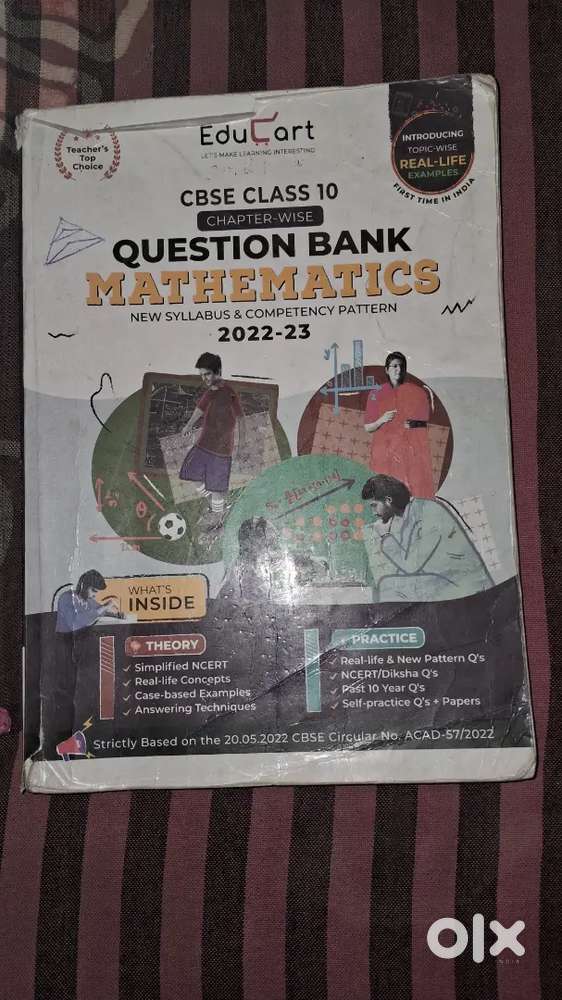 Teacher's
Top
Choice
EduCart
LET'S MAKE LEARNING INTERESTING
INTRODUCING
TOPIC-WISE
REAL-LIFE
EXAMPLES
FIRST TIME IN INDIA
CBSE CLASS 10
CHAPTER-WISE
QUESTION BANK
MATHEMATICS
NEW SYLLABUS & COMPETENCY PATTERN
2022-23
θ
WHAT'S
INSIDE
THEORY
✓ Simplified NCERT
✓ Real-life Concepts
✓ Case-based Examples
✓ Answering Techniques
PRACTICE
✓ Real-life & New Pattern Q's
✓ NCERT/Diksha Q's
✓ Past 10 Year Q's
✓ Self-practice Q's + Papers
Strictly Based on the 20.05.2022 CBSE Circular No. ACAD-57/2022
olx
INDIA